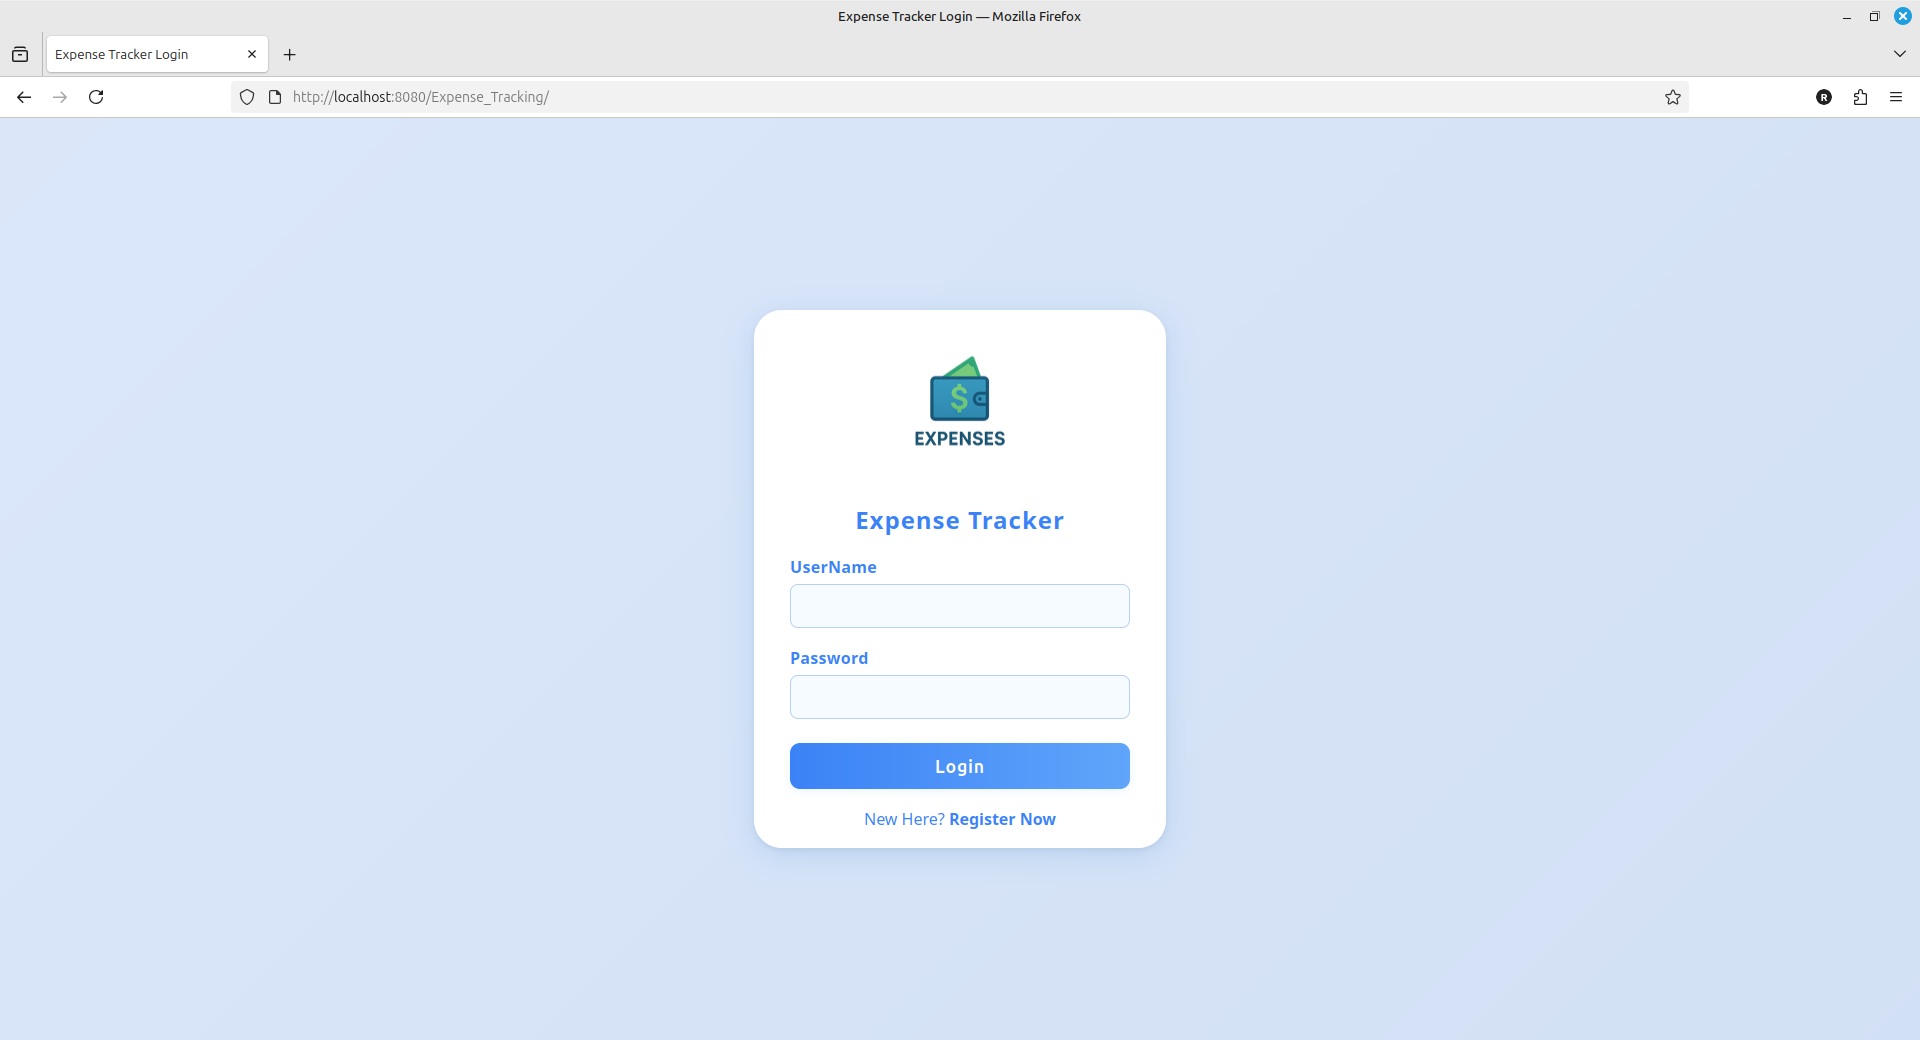 Expense Tracker Login — Mozilla Firefox
Expense Tracker Login
http://localhost:8080/Expense_Tracking/
R
$
EXPENSES
Expense Tracker
UserName
Password
Login
New Here? Register Now